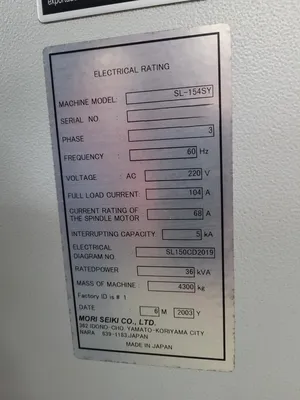 ELECTRICAL RATING
MACHINE MODEL SL-154SY
SERIAL NO
PHASE 3
FREQUENCY 60 Hz
VOLTAGE AC 220 V
FULL LOAD CURRENT 104 A
CURRENT RATING OF
THE SPINDLE MOTOR 68 A
INTERRUPTING CAPACITY 5 kA
ELECTRICAL
DIAGRAM NO. SL150CD2019
RATEDPOWER 36 kVA
MASS OF MACHINE 4300 kg
Factory ID is # 1
DATE 6 M 2003 Y
MORI SEIKI CO., LTD.
362 IDONO-CHO YAMATO-KORIYAMA CITY
NARA 639-1183,JAPAN
MADE IN JAPAN